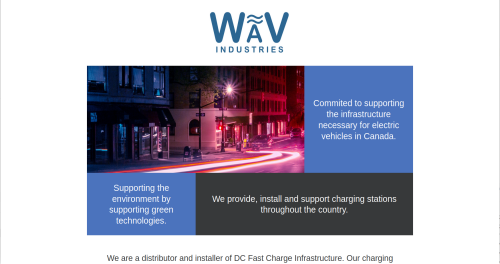 WAV
INDUSTRIES
Commited to supporting
the infrastructure
necessary for electric
vehicles in Canada.
Supporting the
environment by
supporting green
technologies.
We provide, install and support charging stations
throughout the country.
We are a distributor and installer of DC Fast Charge Infrastructure. Our charging